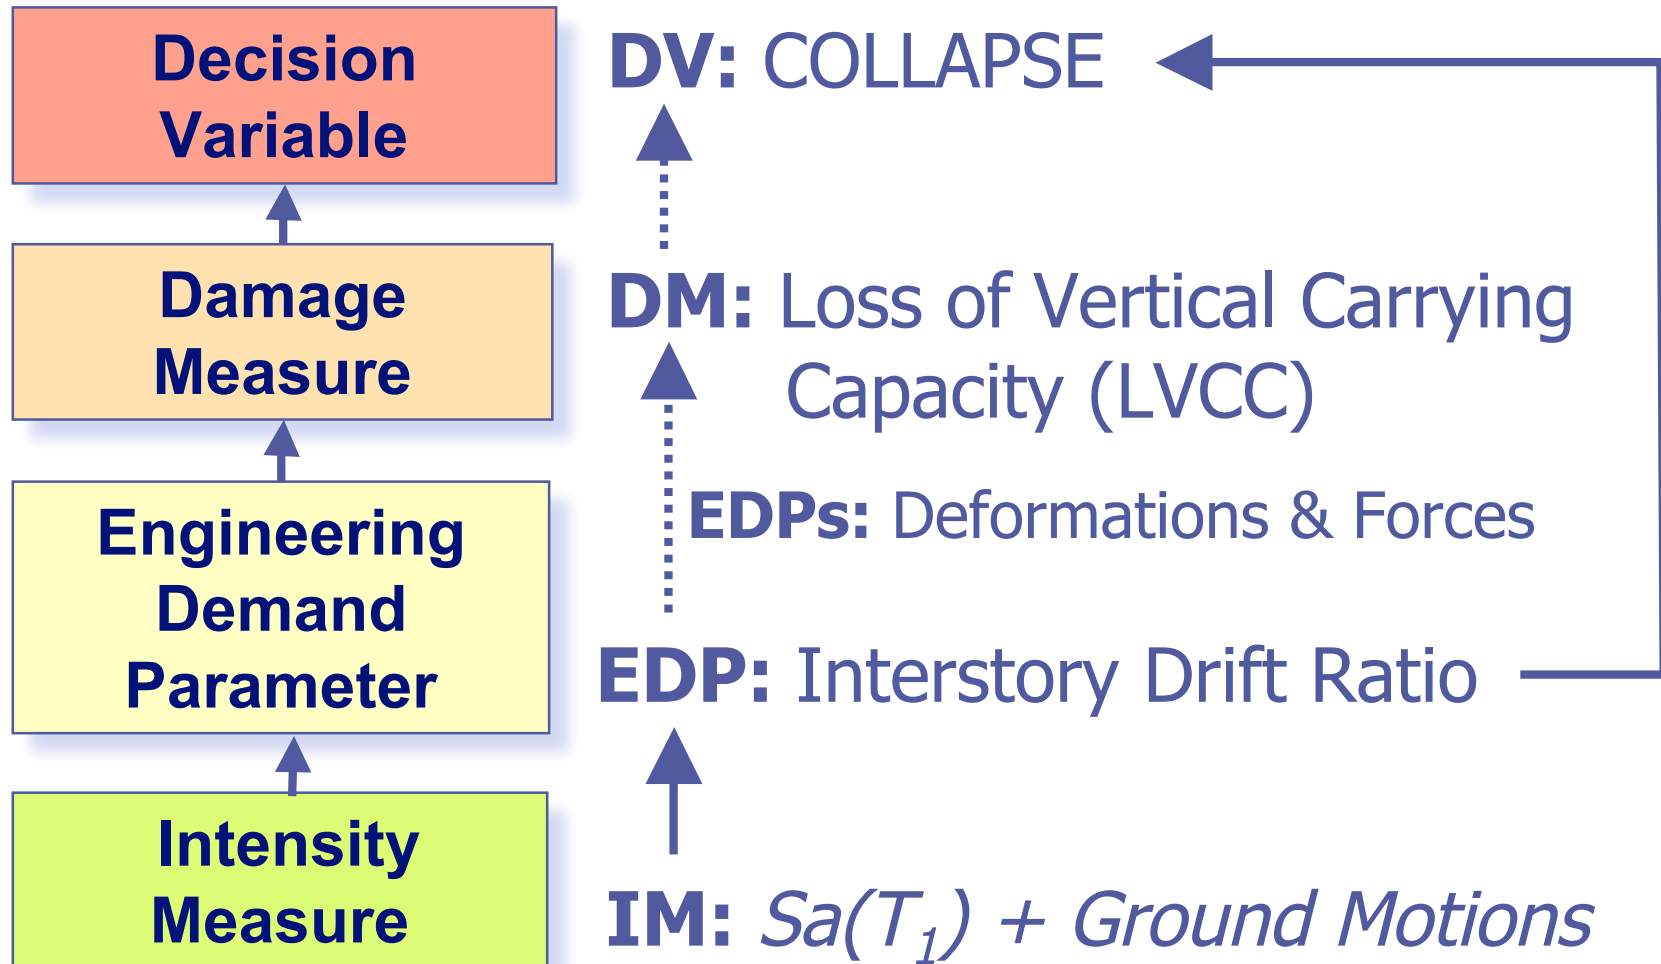 Decision
Variable
DV: COLLAPSE
Damage
Measure
DM: Loss of Vertical Carrying
Capacity (LVCC)
EDPs: Deformations & Forces
Engineering
Demand
Parameter
EDP: Interstory Drift Ratio
Intensity
Measure
IM: Sa(T₁) + Ground Motions